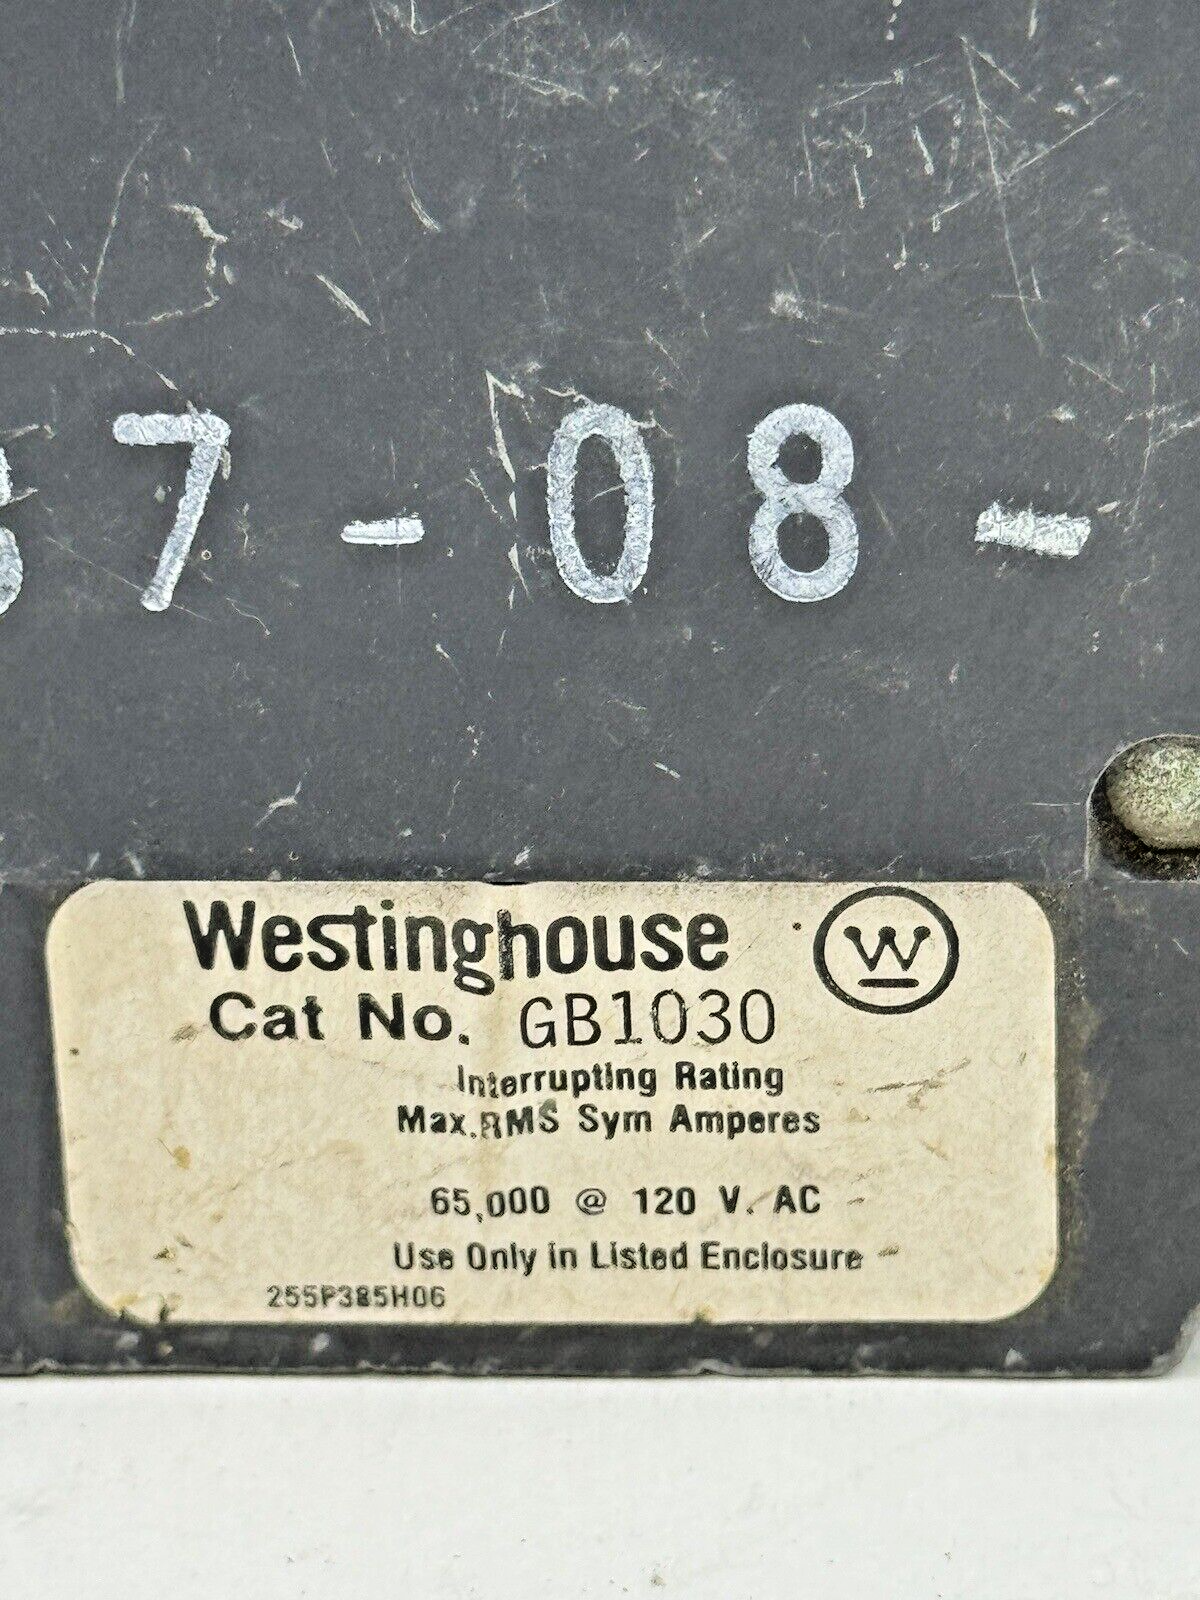 7-08-
Westinghouse W
Cat No. GB1030
Interrupting Rating
Max. RMS Sym Amperes
65,000 @ 120 V. AC
Use Only in Listed Enclosure
255P385H06